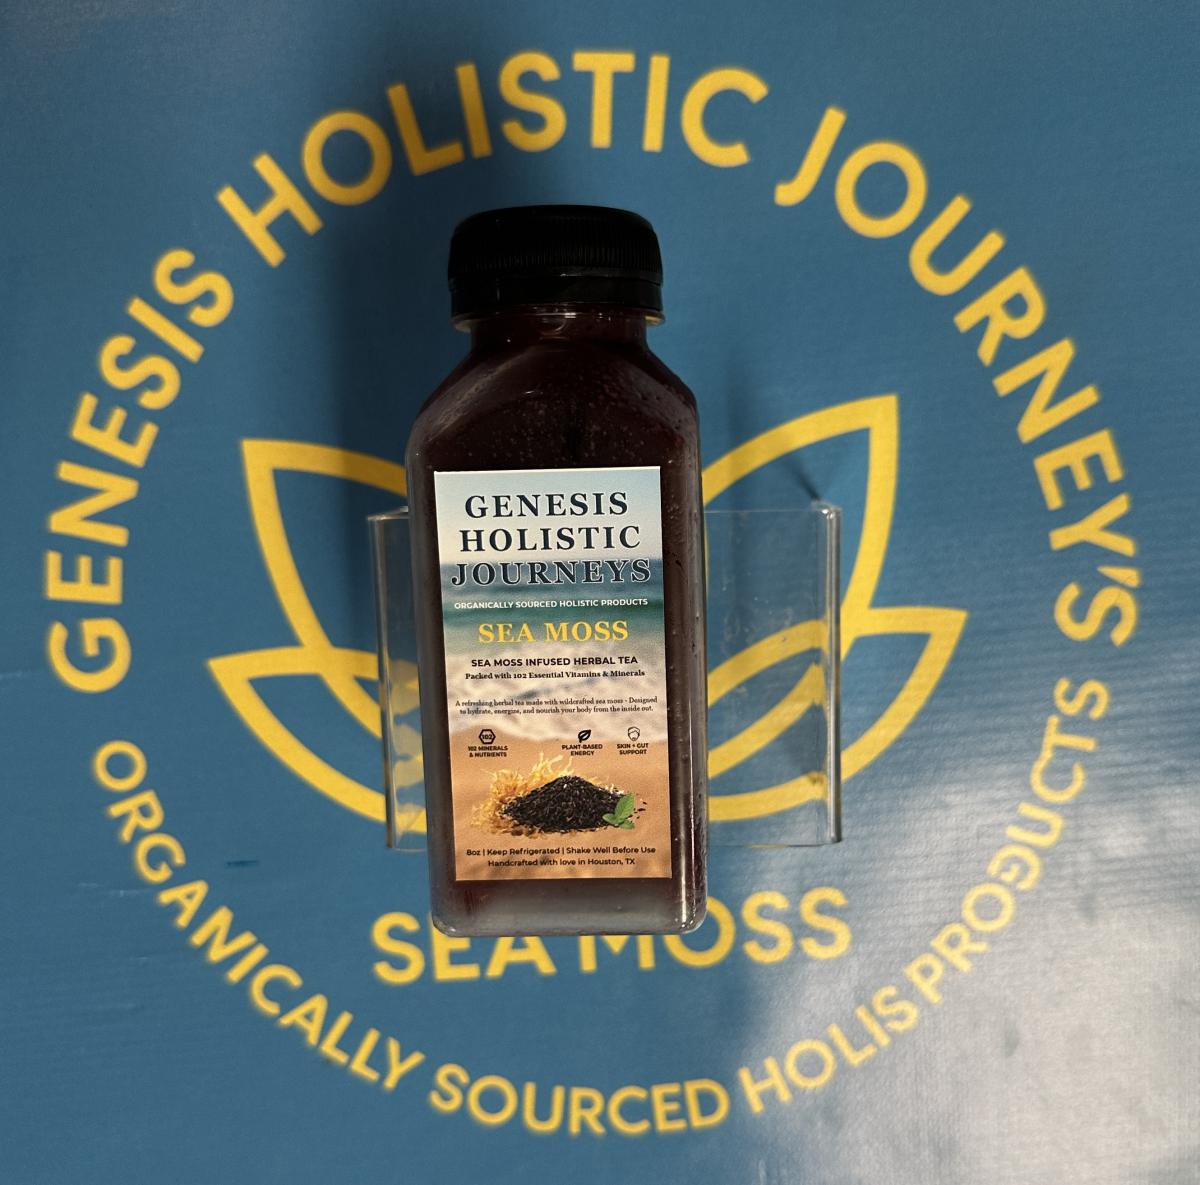 GENESIS HOLISTIC JOURNEY'S
GENESIS
HOLISTIC
JOURNEYS
ORGANICALLY SOURCED HOLISTIC PRODUCTS
SEA MOSS
SEA MOSS INFUSED HERBAL TEA
Packed with 102 Essential Vitamins & Minerals
A refreshing herbal tea made with wildcrafted sea moss - Designed
to hydrate, energize, and nourish your body from the inside out.
102
102 MINERALS
& NUTRIENTS
PLANT-BASED
ENERGY
SKIN + GUT
SUPPORT
8oz | Keep Refrigerated | Shake Well Before Use
Handcrafted with love in Houston, TX
SEA MOSS
ORGANICALLY SOURCED HOLIS PRODUCTS